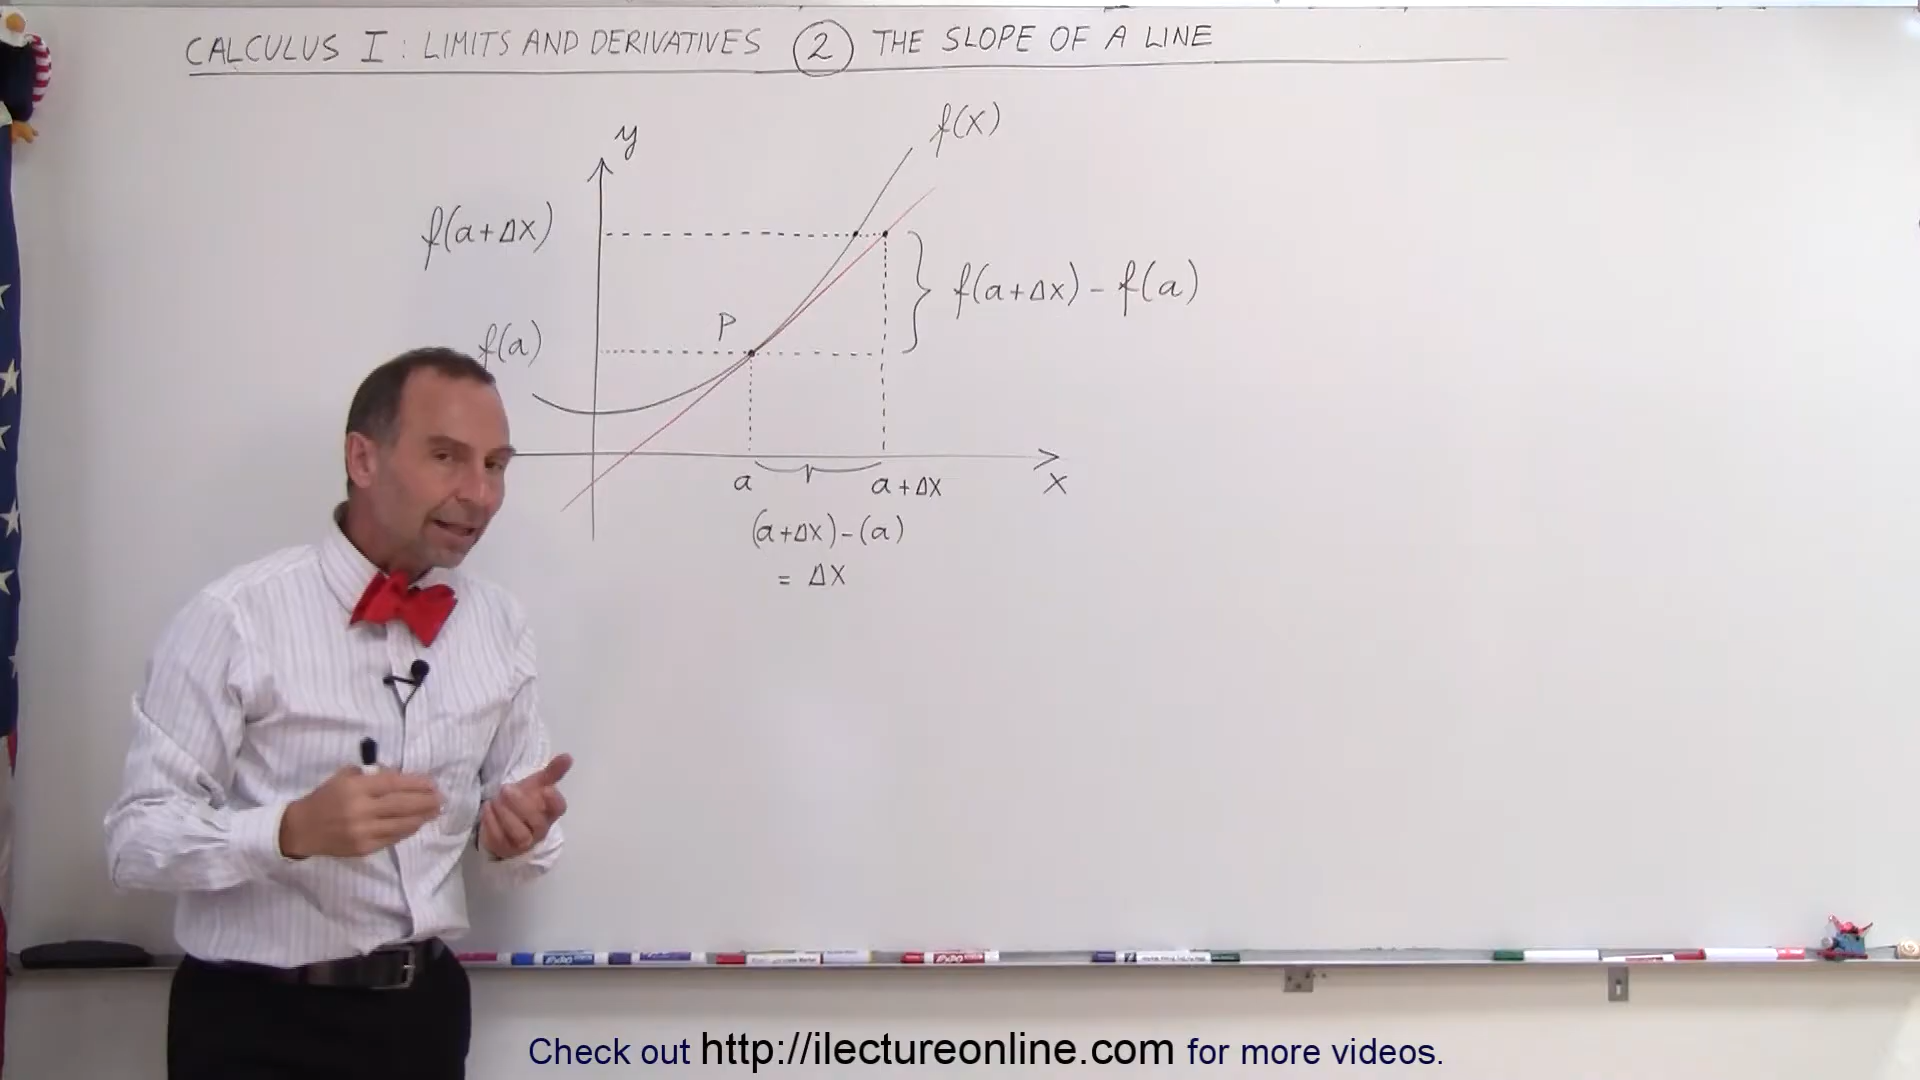 CALCULUS I : LIMITS AND DERIVATIVES ② THE SLOPE OF A LINE
f(x)
y
f(a+Δx)
f(a+Δx) - f(a)
P
f(a)
a
a+Δx
x
(a+Δx)-(a)
= Δx
Check out http://ilectureonline.com for more videos.